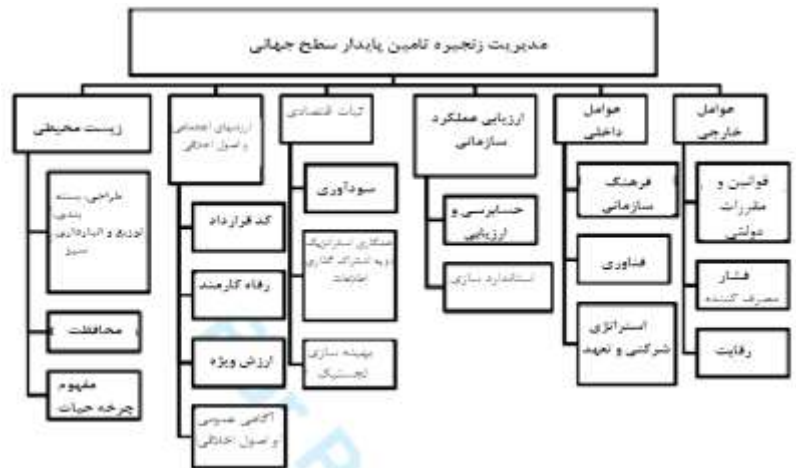 مدیریت زنجیره تامین پایدار سطح جهانی
عوامل
خارجی
قوانین و
مقررات
دولتی
فشار
مصرف کننده
رقابت
عوامل
داخلی
فرهنگ
سازمانی
فناوری
استراتژی
شرکتی و تعهد
ارزیابی عملکرد
سازمانی
حسابرسی و
ارزیابی
استاندارد سازی
ثبات اقتصادی
سودآوری
همکاری استراتژیک
و به اشتراک گذاری
اطلاعات
بهینه سازی
لجستیک
ارزشهای اجتماعی
و اصول اخلاقی
کد قرارداد
رفاه کارمند
ارزش ویژه
آگاهی عمومی
و اصول اخلاقی
زیست محیطی
طراحی، بسته
بندی،
توزیع و انبارداری
سبز
محافظت
مفهوم
چرخه حیات